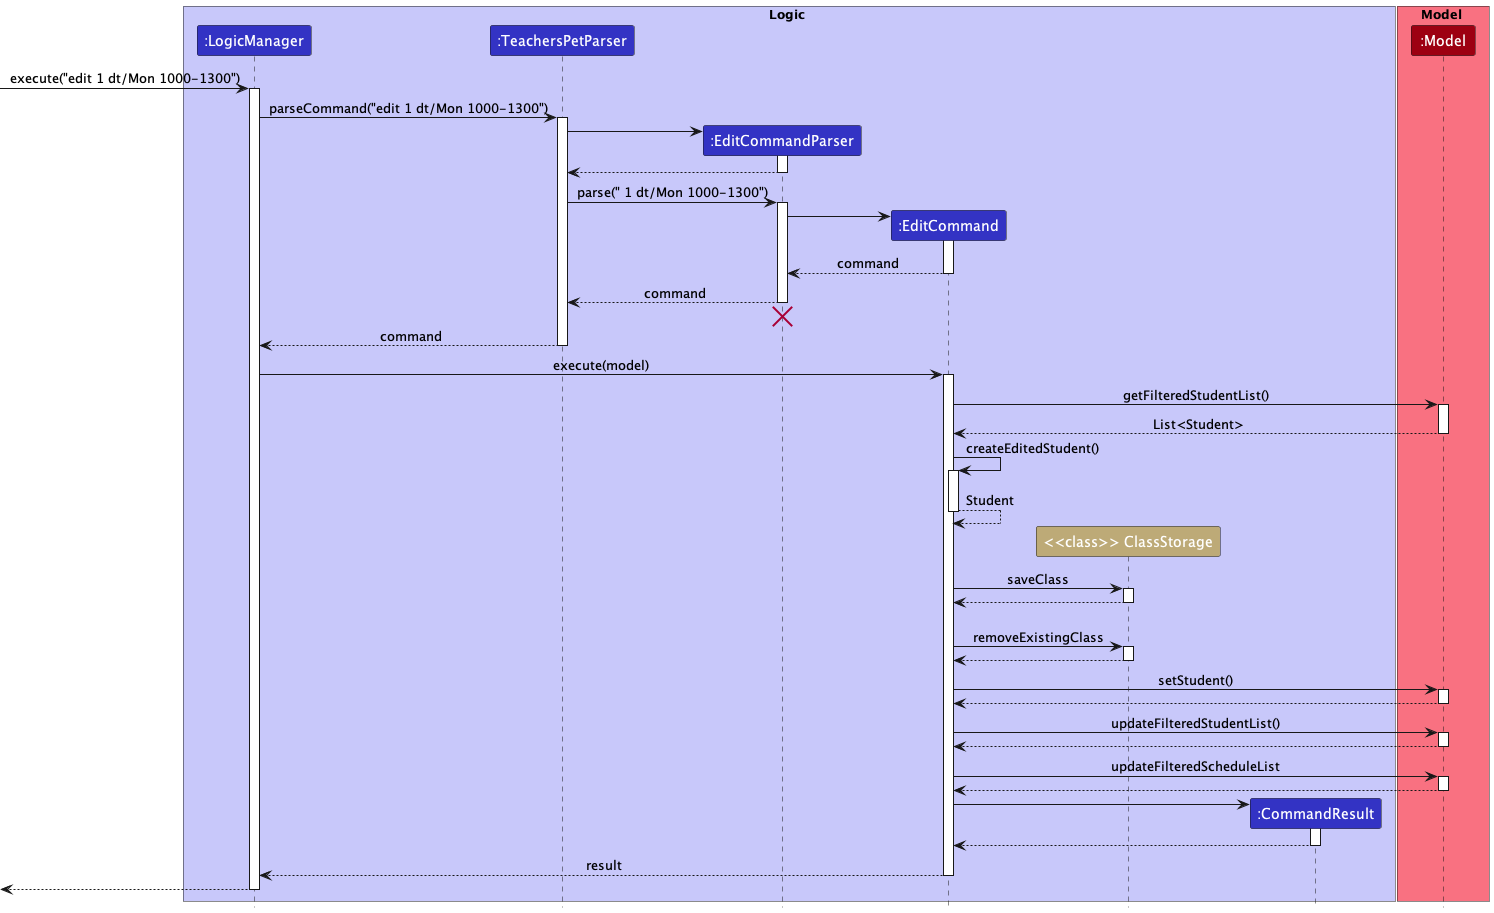 Logic
Model
:LogicManager
:TeachersPetParser
:Model
execute("edit 1 dt/Mon 1000-1300")
parseCommand("edit 1 dt/Mon 1000-1300")
:EditCommandParser
parse(" 1 dt/Mon 1000-1300")
:EditCommand
command
command
command
execute(model)
getFilteredStudentList()
List<Student>
createEditedStudent()
Student
<<class>> ClassStorage
saveClass
removeExistingClass
setStudent()
updateFilteredStudentList()
updateFilteredScheduleList
:CommandResult
result